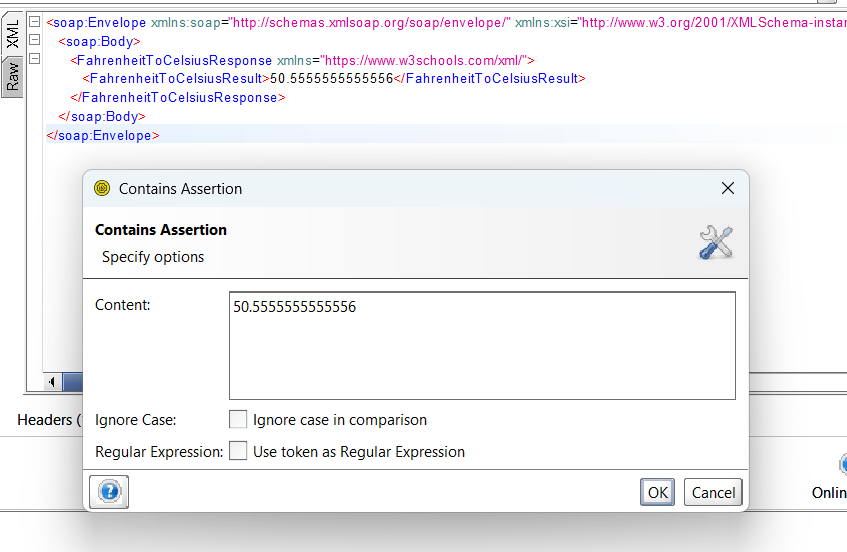 XML
Raw
<soap:Envelope xmlns:soap="http://schemas.xmlsoap.org/soap/envelope/" xmlns:xsi="http://www.w3.org/2001/XMLSchema-instar
<soap:Body>
<FahrenheitToCelsiusResponse xmlns="https://www.w3schools.com/xml/">
<FahrenheitToCelsiusResult>50.5555555555556</FahrenheitToCelsiusResult>
</FahrenheitToCelsiusResponse>
</soap:Body>
</soap:Envelope>
Contains Assertion
Contains Assertion
Specify options
Content:
50.5555555555556
Headers (
Ignore Case:
Ignore case in comparison
Regular Expression:
Use token as Regular Expression
OK
Cancel
Onlin